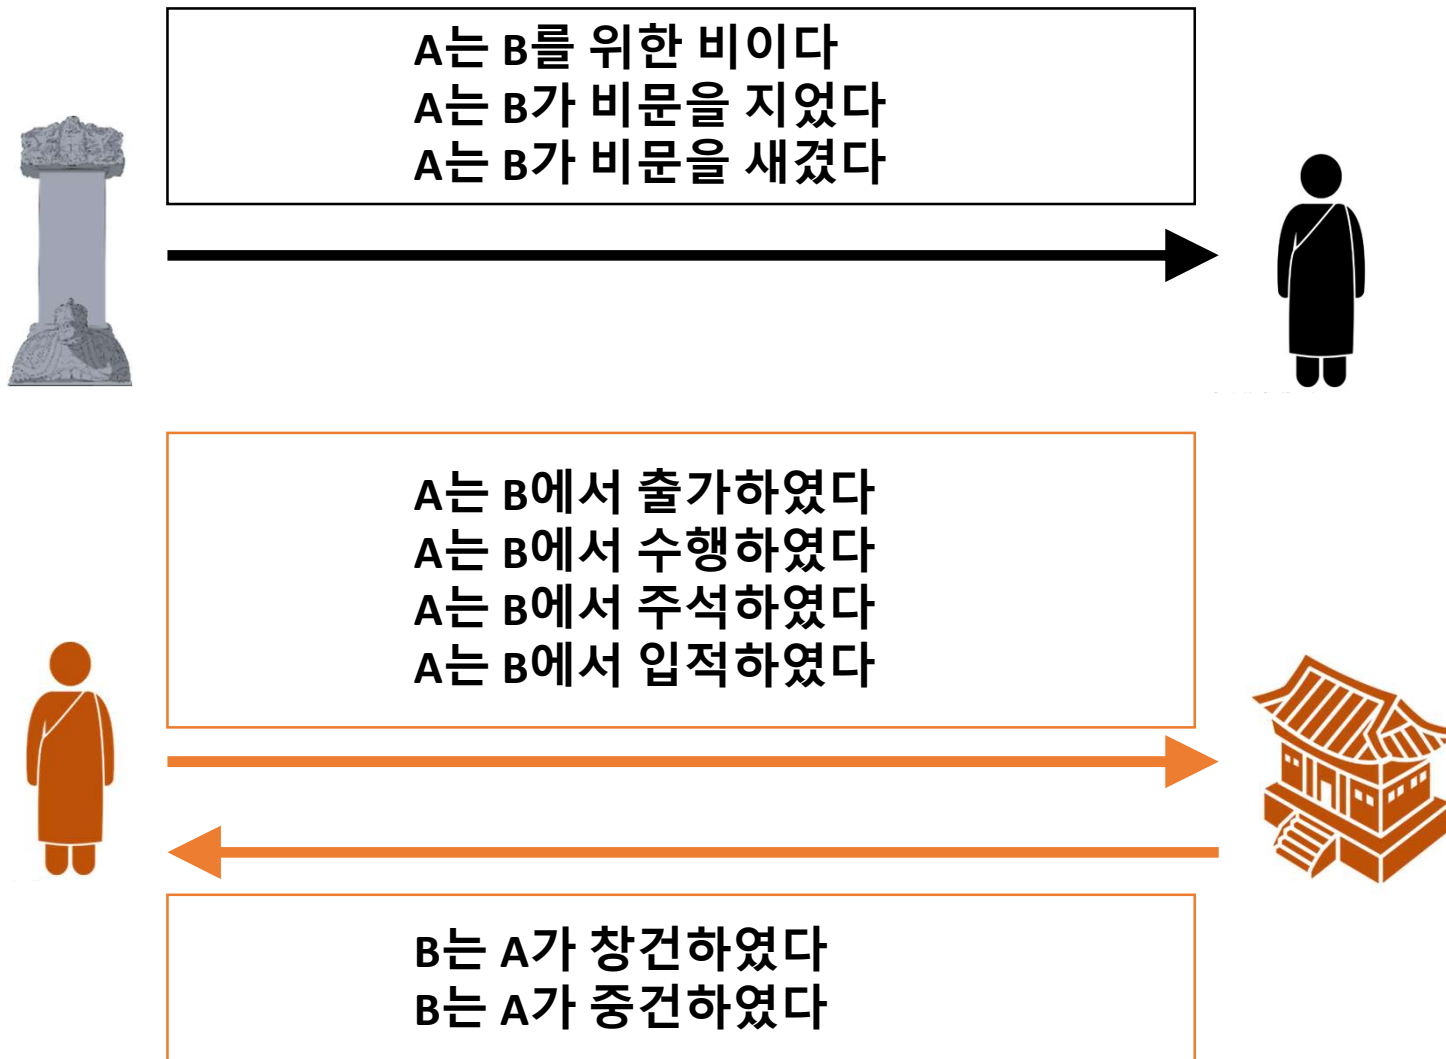 A는 B를 위한 비이다
A는 B가 비문을 지었다
A는 B가 비문을 새겼다
A는 B에서 출가하였다
A는 B에서 수행하였다
A는 B에서 주석하였다
A는 B에서 입적하였다
B는 A가 창건하였다
B는 A가 중건하였다